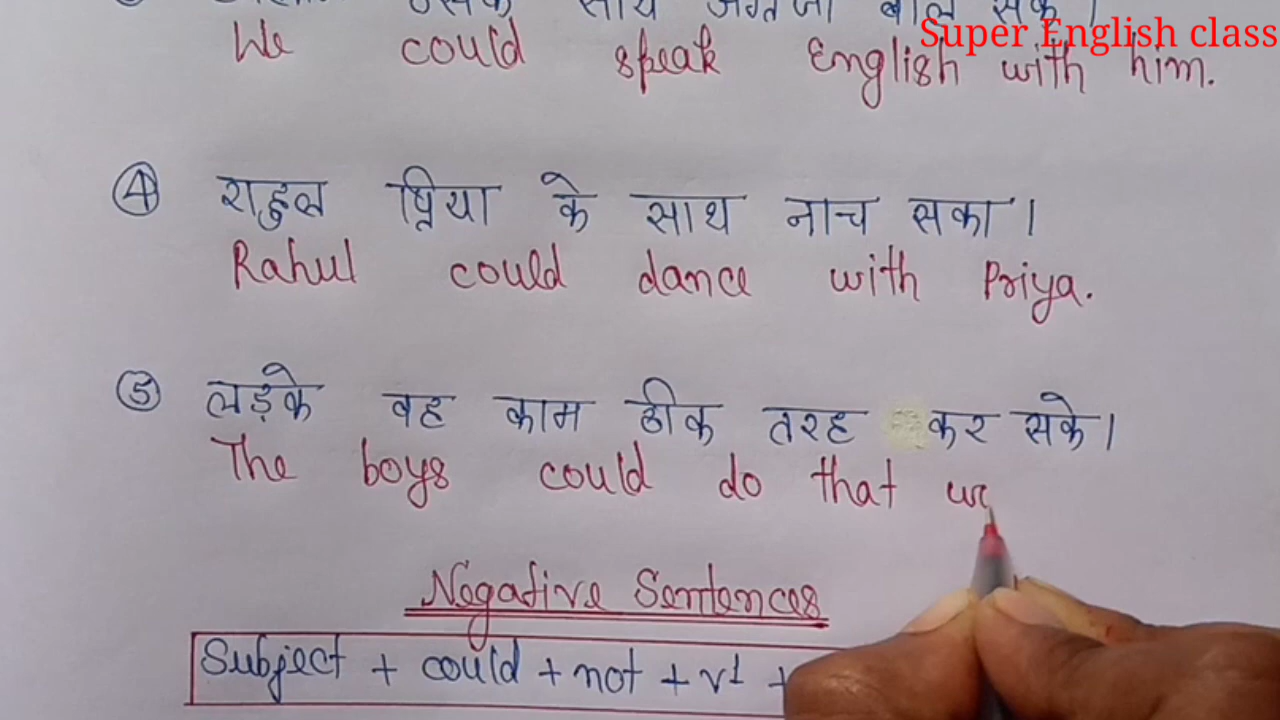 साथ
Super English class
We could speak English with him.
4 राहुल प्रिया के साथ नाच सका।
Rahul could dance with Priya.
5 लड़के वह काम ठीक तरह कर सके।
The boys could do that
Negative Sentences
Subject + could + not + v1 +